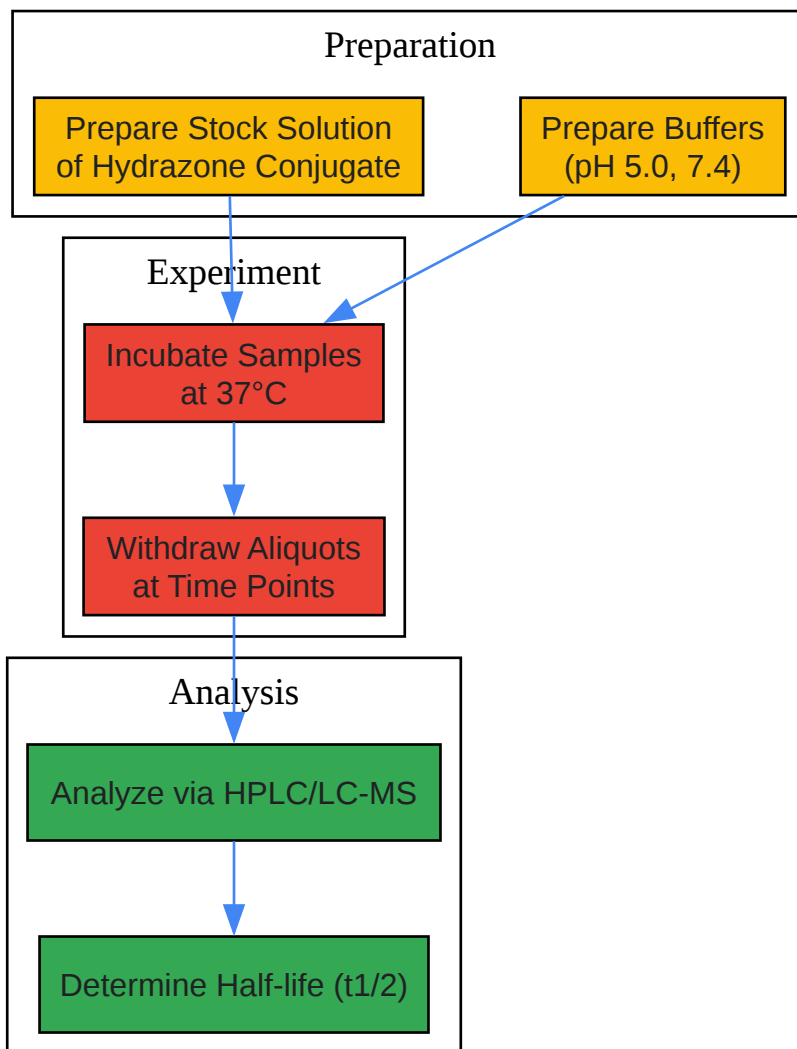 Preparation
Prepare Stock Solution
of Hydrazone Conjugate
Prepare Buffers
(pH 5.0, 7.4)
Experiment
Incubate Samples
at 37°C
Withdraw Aliquots
at Time Points
Analysis
Analyze via HPLC/LC-MS
Determine Half-life (t1/2)